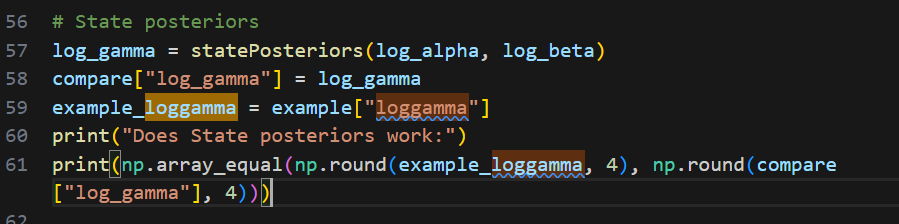 56 # State posteriors
57 log_gamma = statePosteriors(log_alpha, log_beta)
58 compare["log_gamma"] = log_gamma
59 example_loggamma = example["loggamma"]
60 print("Does State posteriors work:")
61 print(np.array_equal(np.round(example_loggamma, 4), np.round(compare
["log_gamma"], 4)))
62